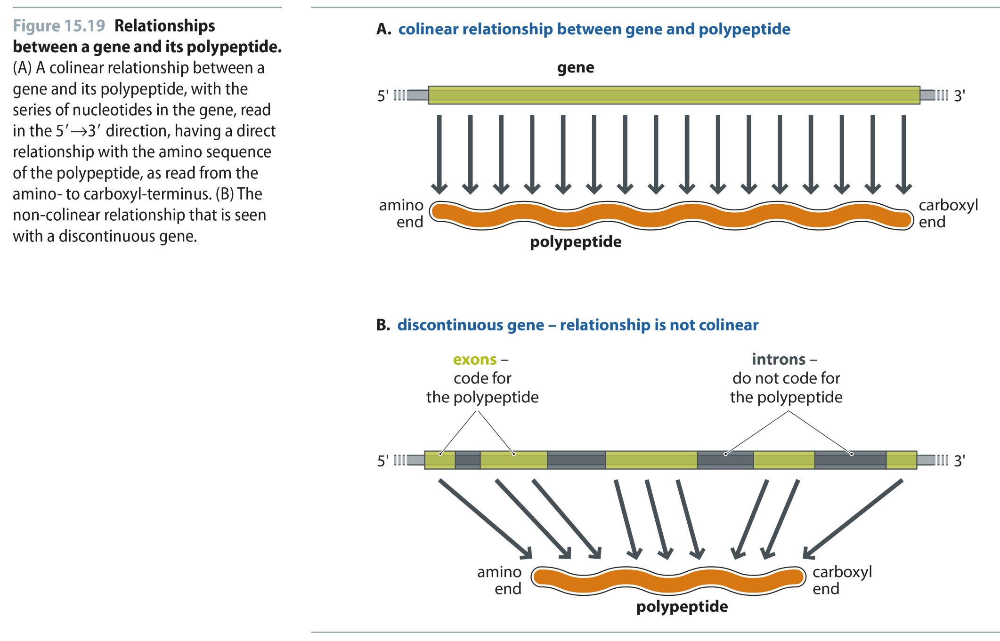 Figure 15.19 Relationships
between a gene and its polypeptide.
(A) A colinear relationship between a
gene and its polypeptide, with the
series of nucleotides in the gene, read
in the 5′→3′ direction, having a direct
relationship with the amino sequence
of the polypeptide, as read from the
amino- to carboxyl-terminus. (B) The
non-colinear relationship that is seen
with a discontinuous gene.
A. colinear relationship between gene and polypeptide
gene
5'
3'
amino
end
carboxyl
end
polypeptide
B. discontinuous gene – relationship is not colinear
exons –
code for
the polypeptide
introns –
do not code for
the polypeptide
5'
3'
amino
end
carboxyl
end
polypeptide